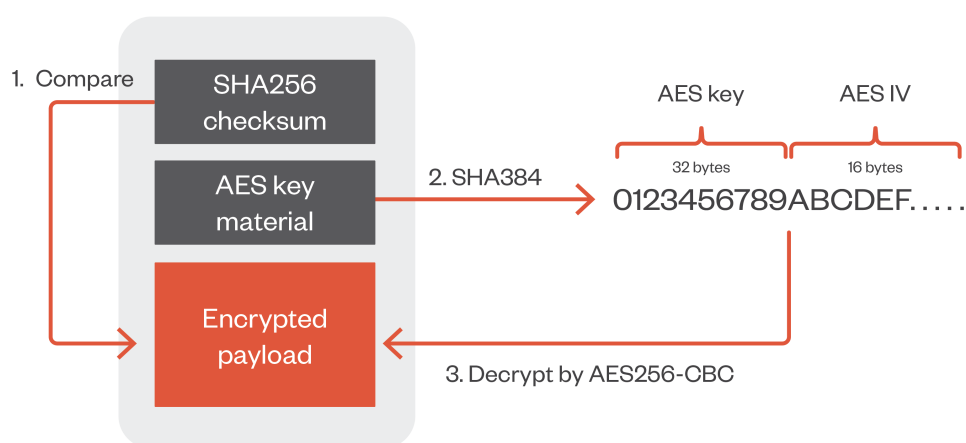 1. Compare
SHA256
checksum
AES key
material
Encrypted
payload
2. SHA384
AES key
AES IV
32 bytes
16 bytes
0123456789ABCDEF.....
3. Decrypt by AES256-CBC